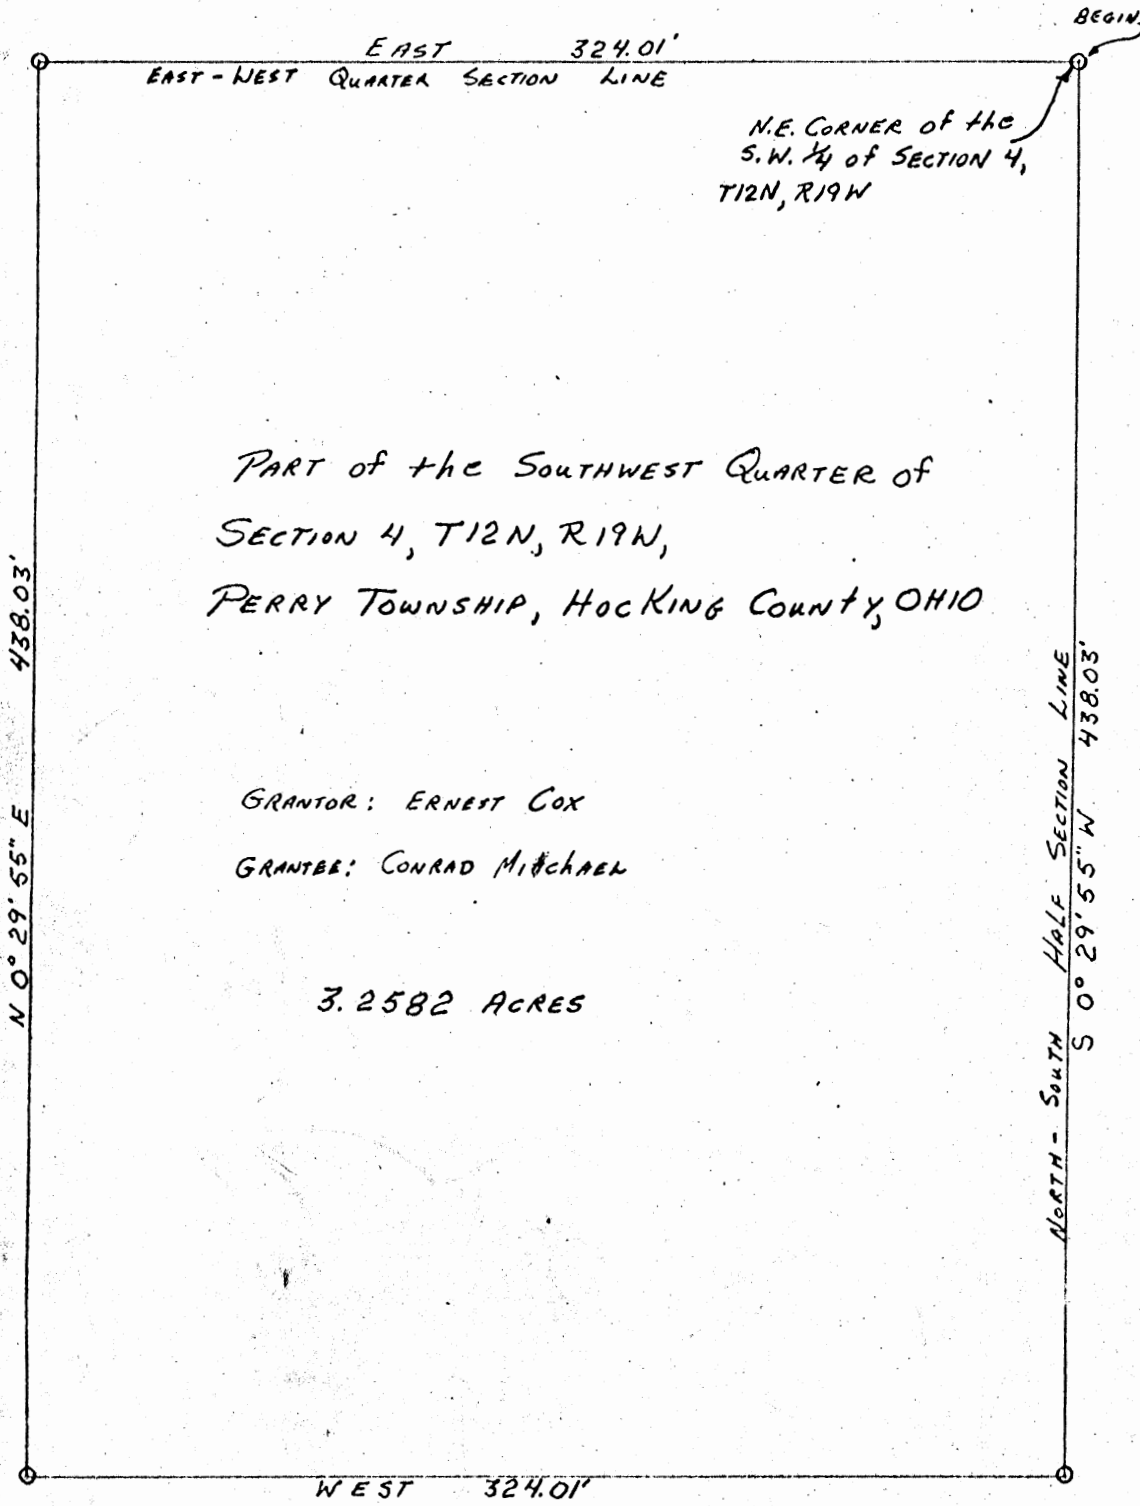 BEGIN
EAST 324.01'
EAST-WEST QUARTER SECTION LINE
N.E. CORNER of the
S.W. 1/4 of SECTION 4,
T12N, R19W
PART of the SOUTHWEST QUARTER of
SECTION 4, T12N, R19W,
PERRY TOWNSHIP, HOCKING COUNTY, OHIO
N 0° 29' 55" E 438.03'
NORTH - SOUTH HALF SECTION LINE
S 0° 29' 55" W 438.03'
GRANTOR: ERNEST COX
GRANTEE: CONRAD
3.2582 ACRES
WEST 324.01'